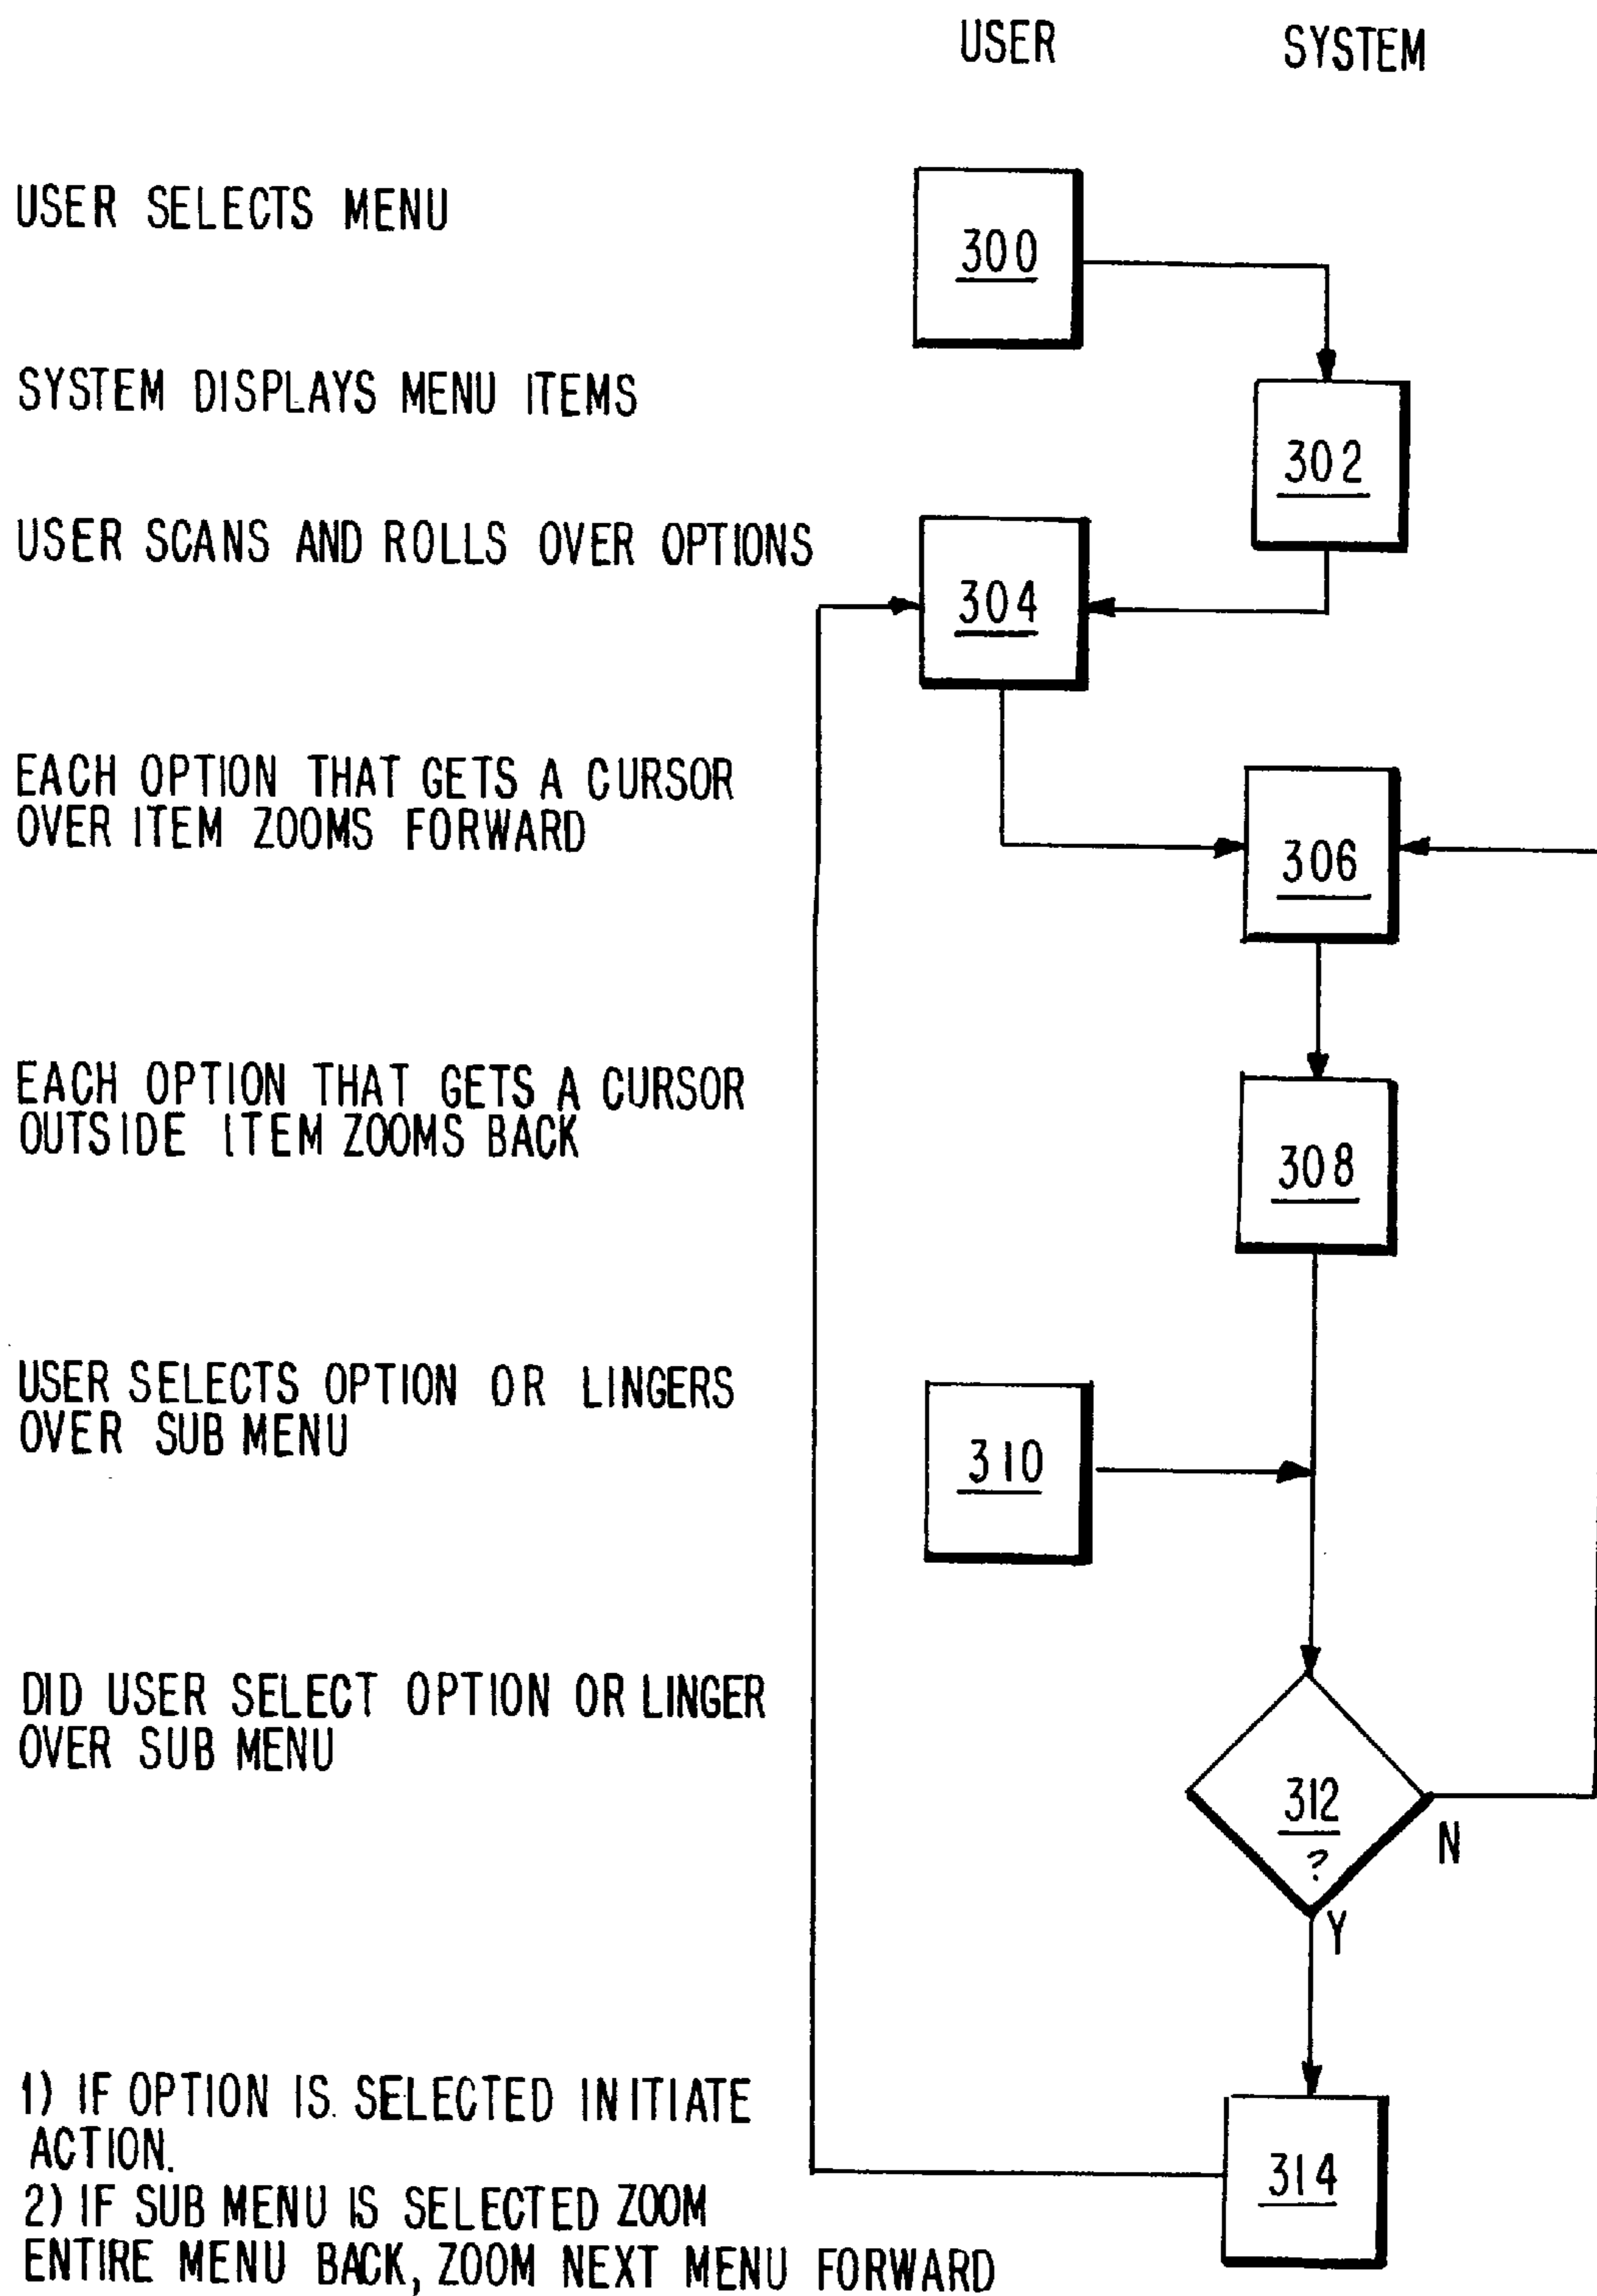 USER SYSTEM
USER SELECTS MENU
300
SYSTEM DISPLAYS MENU ITEMS
302
USER SCANS AND ROLLS OVER OPTIONS
304
EACH OPTION THAT GETS A CURSOR
OVER ITEM ZOOMS FORWARD
306
EACH OPTION THAT GETS A CURSOR
OUTSIDE ITEM ZOOMS BACK
308
USER SELECTS OPTION OR LINGERS
OVER SUB MENU
310
DID USER SELECT OPTION OR LINGER
OVER SUB MENU
312
?
N
Y
1) IF OPTION IS SELECTED INITIATE
ACTION.
2) IF SUB MENU IS SELECTED ZOOM
ENTIRE MENU BACK, ZOOM NEXT MENU FORWARD
314